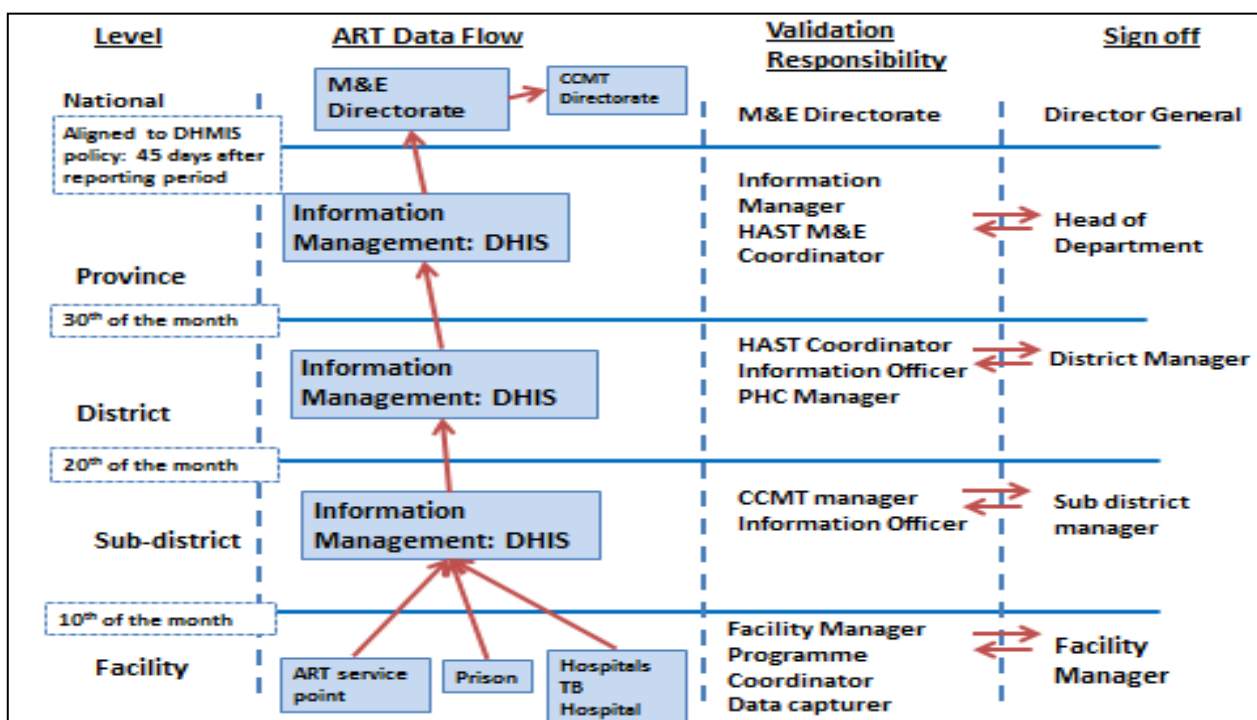 Level
ART Data Flow
Validation
Responsibility
Sign off
National
Aligned to DHMIS
policy: 45 days after
reporting period
M&E
Directorate
CCMT
Directorate
M&E Directorate
Director General
Province
Information
Management: DHIS
Information
Manager
HAST M&E
Coordinator
Head of
Department
30th of the month
District
Information
Management: DHIS
HAST Coordinator
Information Officer
PHC Manager
District Manager
20th of the month
Sub-district
Information
Management: DHIS
CCMT manager
Information Officer
Sub district
manager
10th of the month
Facility
ART service
point
Prison
Hospitals
TB
Hospital
Facility Manager
Programme
Coordinator
Data capturer
Facility
Manager